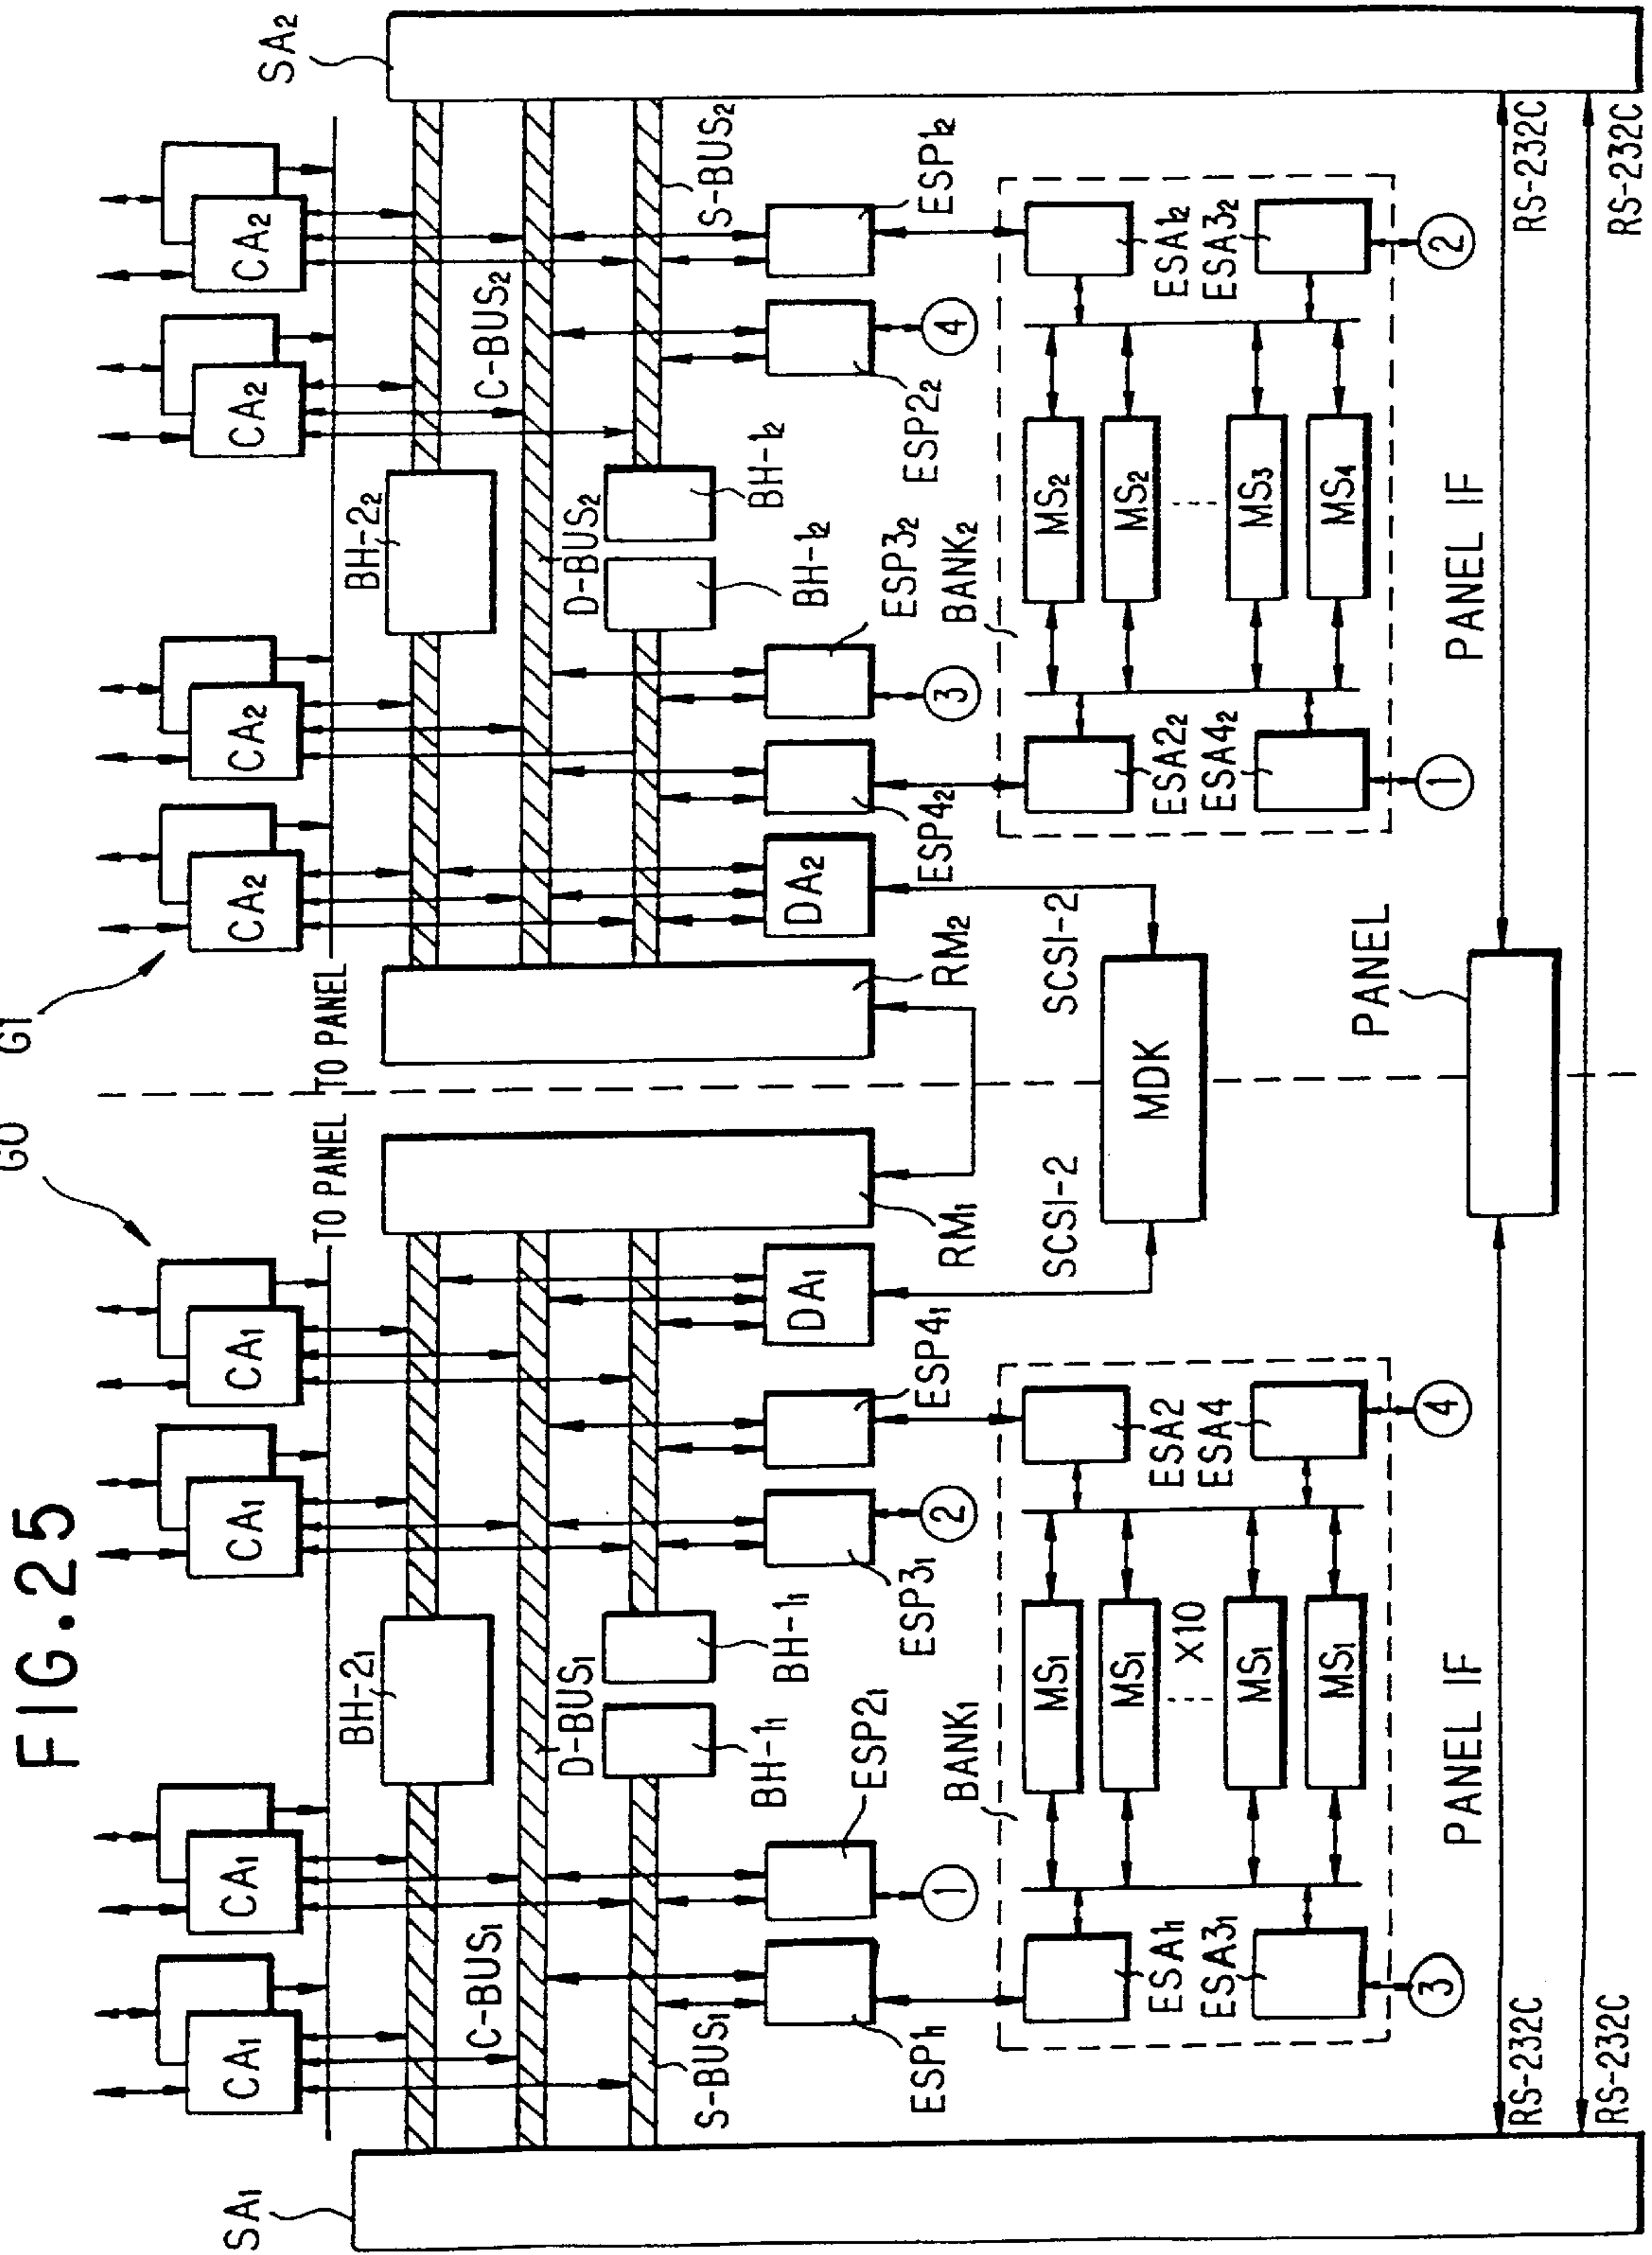 FIG.25
G0
G1
SA₁
CA₁
CA₁
CA₁
CA₁
CA₂
CA₂
CA₂
CA₂
SA₂
TO PANEL
TO PANEL
BH-2₁
BH-2₂
C-BUS₁
C-BUS₂
D-BUS₁
D-BUS₂
S-BUS₁
BH-1₁
BH-1₁
BH-1₂
BH-1₂
S-BUS₂
ESP1₁
ESP2₁
ESP3₁
ESP4₁
DA₁
RM₁
RM₂
DA₂
ESP4₂
ESP3₂
ESP2₂
ESP1₂
1
2
3
4
BANK₁
BANK₂
SCSI-2
SCSI-2
MDK
MS₁
MS₁
X10
MS₁
MS₁
MS₂
MS₂
MS₃
MS₄
ESA1₁
ESA3₁
ESA2
ESA4
ESA2₂
ESA4₂
ESA1₂
ESA3₂
3
4
1
2
PANEL IF
PANEL
PANEL IF
RS-232C
RS-232C
RS-232C
RS-232C